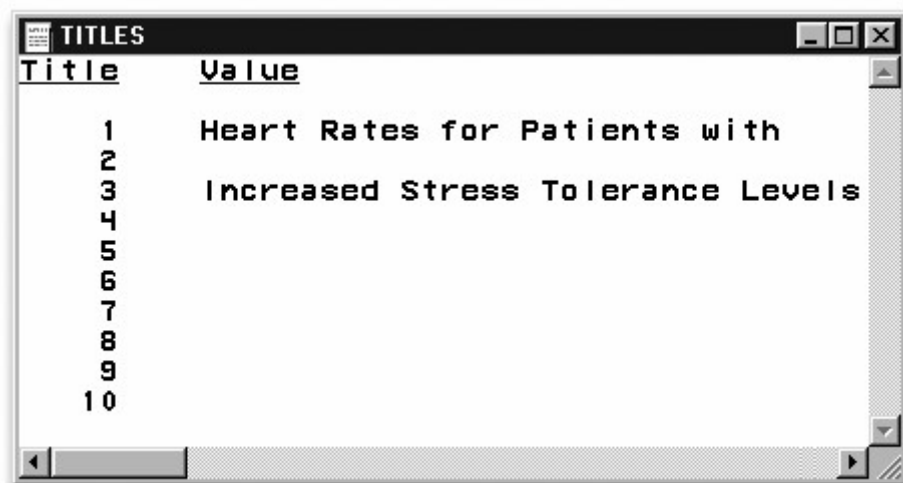 TITLES
Title Value
1 Heart Rates for Patients with
2
3 Increased Stress Tolerance Levels
4
5
6
7
8
9
10